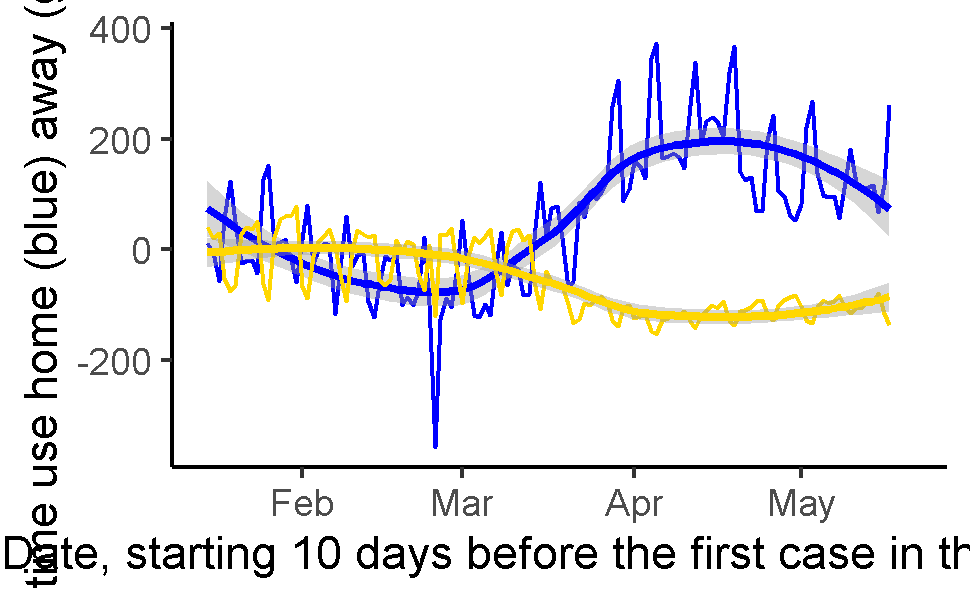 time use home (blue) away (
400
200
0
-200
Feb Mar Apr May
Date, starting 10 days before the first case in th